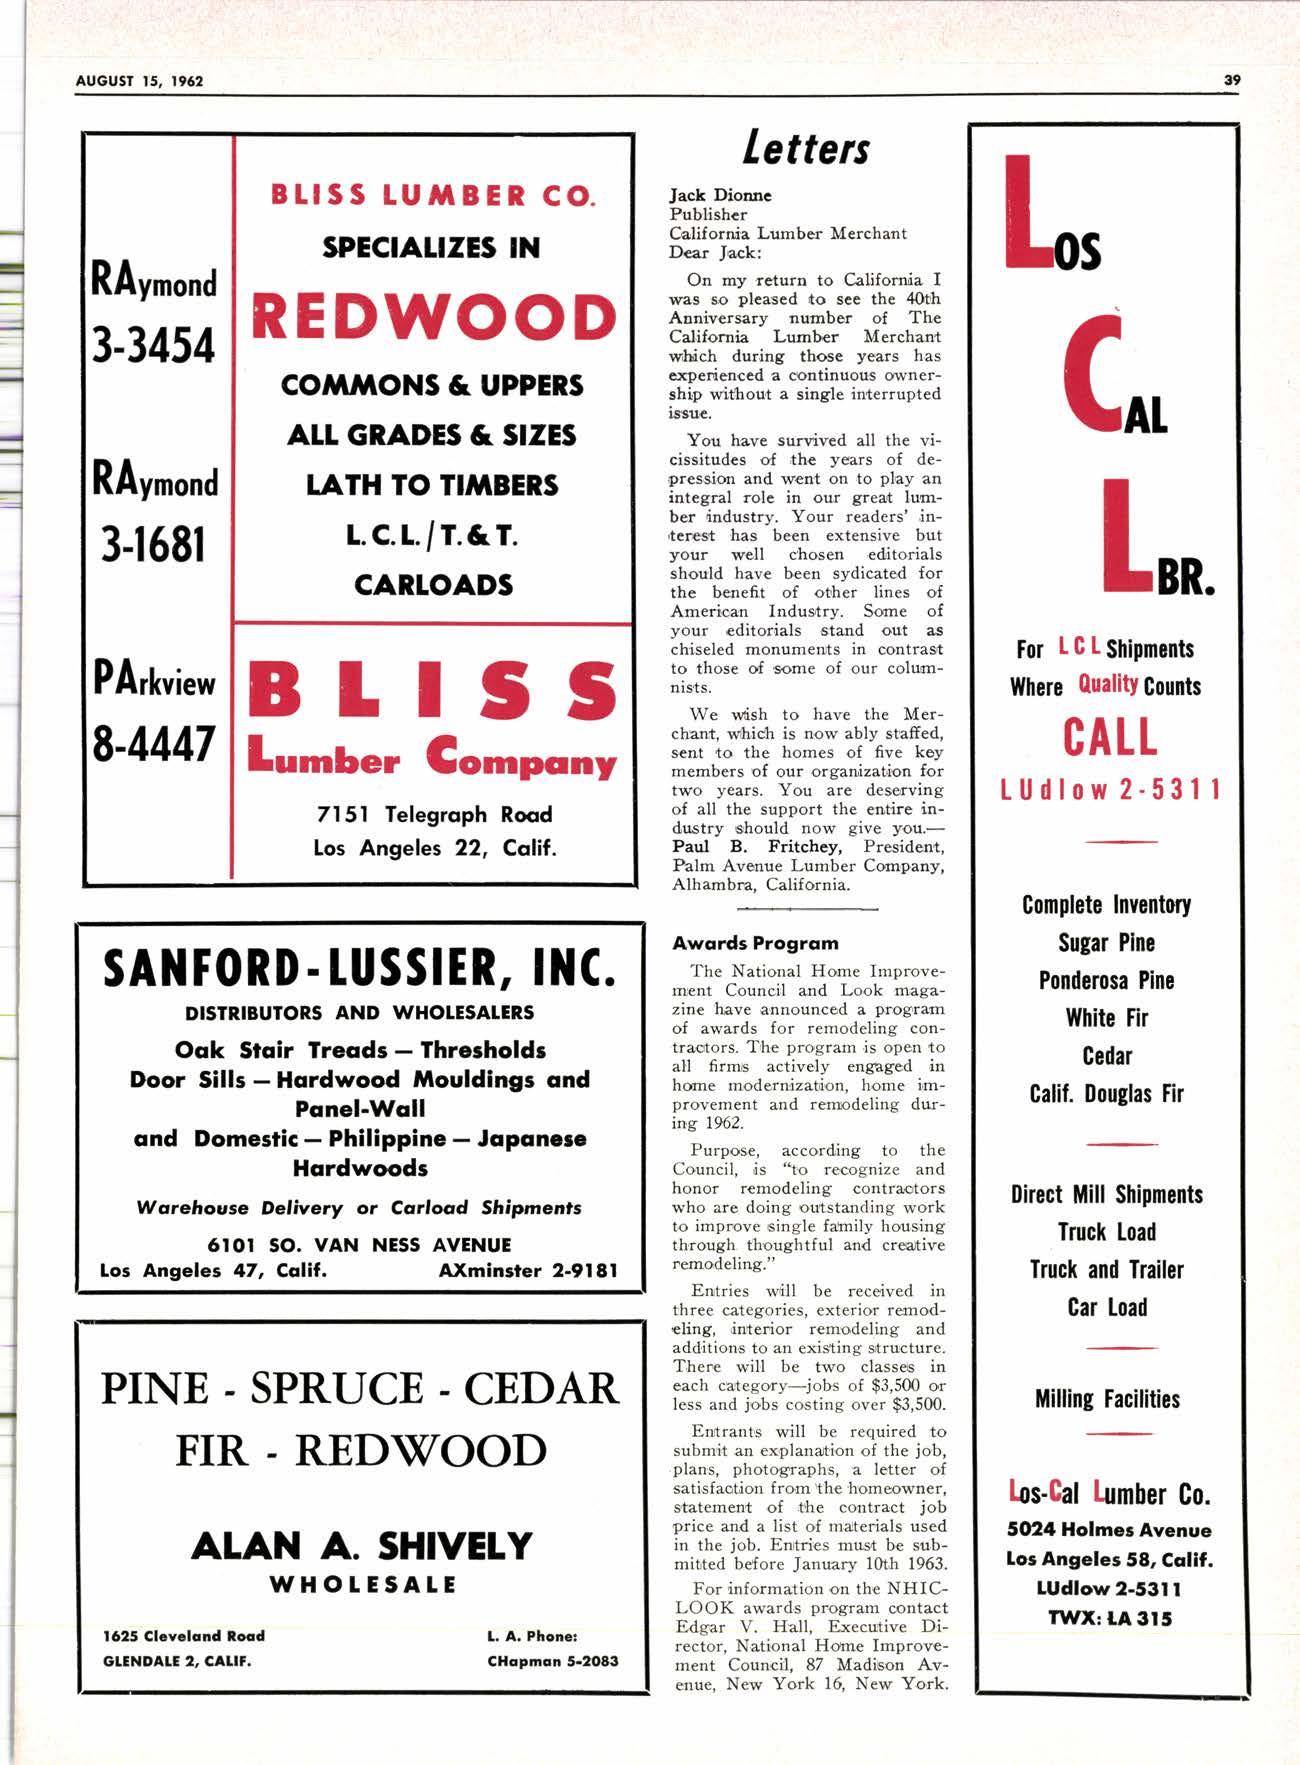 AUGUST 15, 1962
39
RAymond
3-3454
RAymond
3-1681
PArkview
8-4447
BLISS LUMBER CO.
SPECIALIZES IN
REDWOOD
COMMONS & UPPERS
ALL GRADES & SIZES
LATH TO TIMBERS
L.C.L./T.&T.
CARLOADS
BLISS
Lumber Company
7151 Telegraph Road
Los Angeles 22, Calif.
SANFORD-LUSSIER, INC.
DISTRIBUTORS AND WHOLESALERS
Oak Stair Treads — Thresholds
Door Sills — Hardwood Mouldings and
Panel-Wall
and Domestic — Philippine — Japanese
Hardwoods
Warehouse Delivery or Carload Shipments
6101 SO. VAN NESS AVENUE
Los Angeles 47, Calif. AXminster 2-9181
PINE - SPRUCE - CEDAR
FIR - REDWOOD
ALAN A. SHIVELY
WHOLESALE
1625 Cleveland Road L. A. Phone:
GLENDALE 2, CALIF. CHapman 5-2083
Letters
Jack Dionne
Publisher
California Lumber Merchant
Dear Jack:
On my return to California I
was so pleased to see the 40th
Anniversary number of The
California Lumber Merchant
which during those years has
experienced a continuous owner-
ship without a single interrupted
issue.
You have survived all the vi-
cissitudes of the years of de-
pression and went on to play an
integral role in our great lum-
ber industry. Your readers' in-
terest has been extensive but
your well chosen editorials
should have been sydicated for
the benefit of other lines of
American Industry. Some of
your editorials stand out as
chiseled monuments in contrast
to those of some of our colum-
nists.
We wish to have the Mer-
chant, which is now ably staffed,
sent to the homes of five key
members of our organization for
two years. You are deserving
of all the support the entire in-
dustry should now give you.—
Paul B. Fritchey, President,
Palm Avenue Lumber Company,
Alhambra, California.
Awards Program
The National Home Improve-
ment Council and Look maga-
zine have announced a program
of awards for remodeling con-
tractors. The program is open to
all firms actively engaged in
home modernization, home im-
provement and remodeling dur-
ing 1962.
Purpose, according to the
Council, is "to recognize and
honor remodeling contractors
who are doing outstanding work
to improve single family housing
through thoughtful and creative
remodeling."
Entries will be received in
three categories, exterior remod-
eling, interior remodeling and
additions to an existing structure.
There will be two classes in
each category—jobs of $3,500 or
less and jobs costing over $3,500.
Entrants will be required to
submit an explanation of the job,
plans, photographs, a letter of
satisfaction from the homeowner,
statement of the contract job
price and a list of materials used
in the job. Entries must be sub-
mitted before January 10th 1963.
For information on the NHIC-
LOOK awards program contact
Edgar V. Hall, Executive Di-
rector, National Home Improve-
ment Council, 87 Madison Av-
enue, New York 16, New York.
LOS
CAL
LBR.
For LCL Shipments
Where Quality Counts
CALL
LUdlow 2-5311
Complete Inventory
Sugar Pine
Ponderosa Pine
White Fir
Cedar
Calif. Douglas Fir
Direct Mill Shipments
Truck Load
Truck and Trailer
Car Load
Milling Facilities
Los-Cal Lumber Co.
5024 Holmes Avenue
Los Angeles 58, Calif.
LUdlow 2-5311
TWX: LA 315